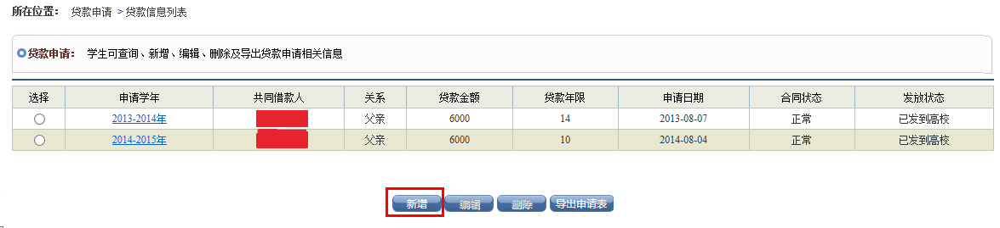 所在位置： 贷款申请 >贷款信息列表
贷款申请： 学生可查询、新增、编辑、删除及导出贷款申请相关信息
选择 申请学年 共同借款人 关系 贷款金额 贷款年限 申请日期 合同状态 发放状态
2013-2014年 父亲 6000 14 2013-08-07 正常 已发到高校
2014-2015年 父亲 6000 10 2014-08-04 正常 已发到高校
新增 编辑 删除 导出申请表